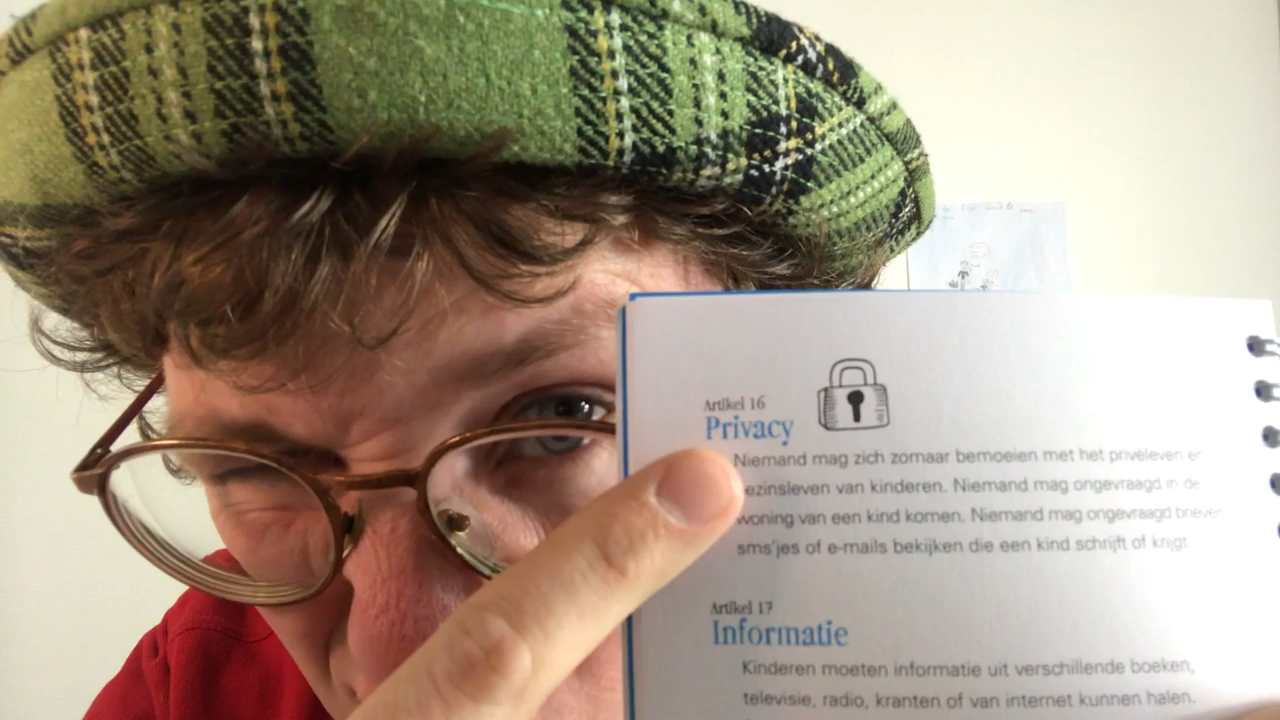 Artikel 16
Privacy
Niemand mag zich zomaar bemoeien met het privéleven en
ezinsleven van kinderen. Niemand mag ongevraagd in de
woning van een kind komen. Niemand mag ongevraagd brieven,
sms'jes of e-mails bekijken die een kind schrijft of krijgt
Artikel 17
Informatie
Kinderen moeten informatie uit verschillende boeken,
televisie, radio, kranten of van internet kunnen halen.